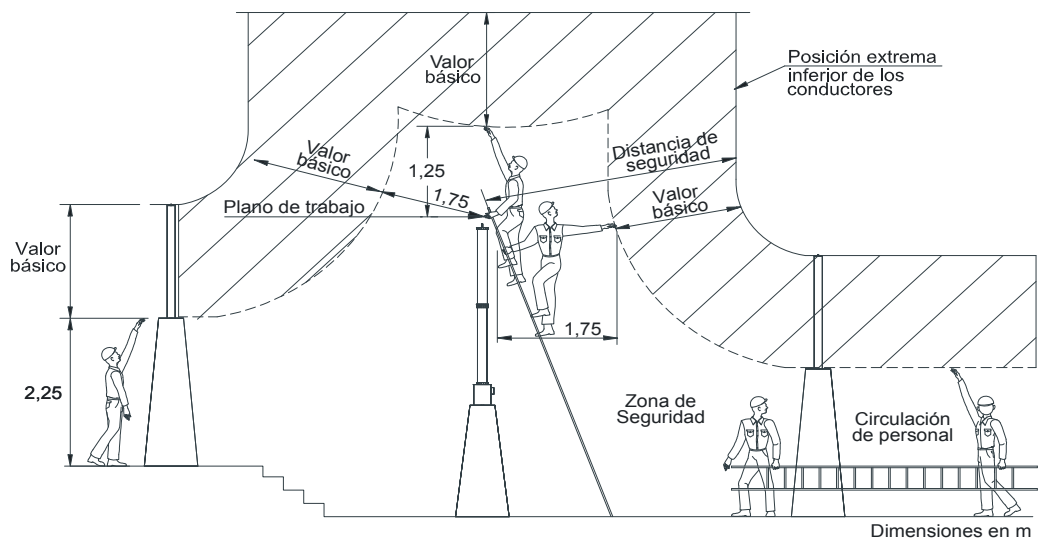 Valor
básico
Posición extrema
inferior de los
conductores
Valor
básico
1,25
Distancia de
seguridad
1,75
Valor
básico
Plano de trabajo
Valor
básico
1,75
2,25
Zona de
Seguridad
Circulación
de personal
Dimensiones en m